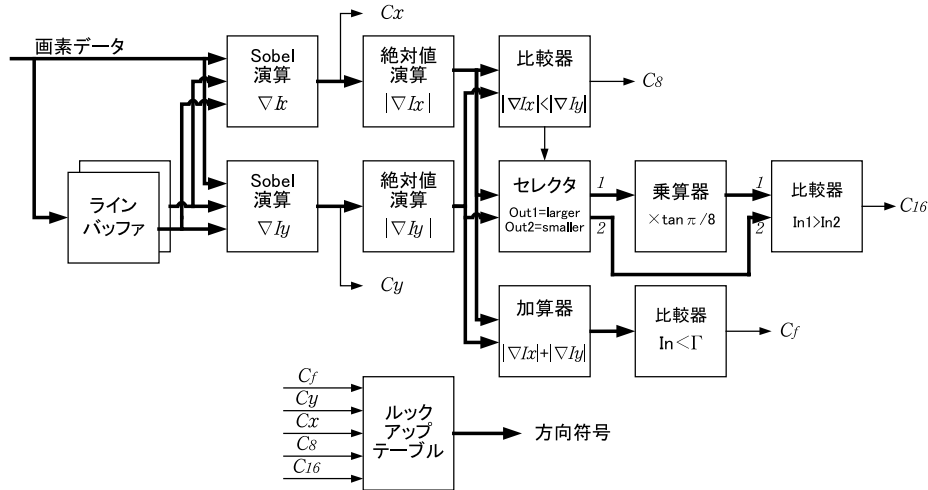 画素データ
Cx
Sobel
演算
∇Ix
絶対値
演算
|∇Ix|
比較器
|∇Ix|<|∇Iy|
C8
ライン
バッファ
Sobel
演算
∇Iy
絶対値
演算
|∇Iy|
Cy
セレクタ
Out1=larger
Out2=smaller
1
2
乗算器
×tanπ/8
1
2
比較器
In1>In2
C16
加算器
|∇Ix|+|∇Iy|
比較器
In<Γ
Cf
Cf
Cy
Cx
C8
C16
ルック
アップ
テーブル
方向符号